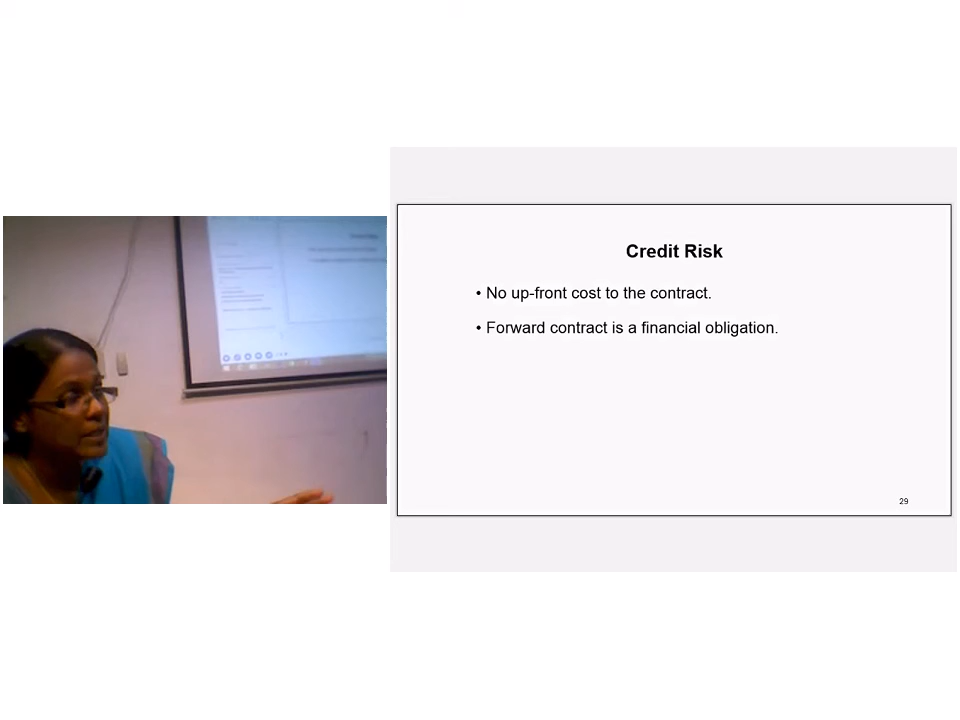 Credit Risk
• No up-front cost to the contract.
• Forward contract is a financial obligation.
29